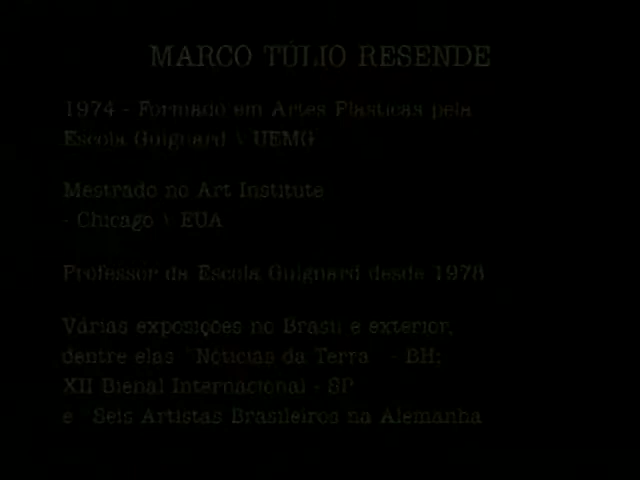 MARCO TÚLIO RESENDE
1974 - Formado em Artes Plásticas pela
Escola Guignard \ UEMG
Mestrado no Art Institute
- Chicago \ EUA
Professor da Escola Guignard desde 1978
Várias exposições no Brasil e exterior,
dentre elas "Notícias da Terra" - BH;
XII Bienal Internacional - SP
e "Seis Artistas Brasileiros na Alemanha